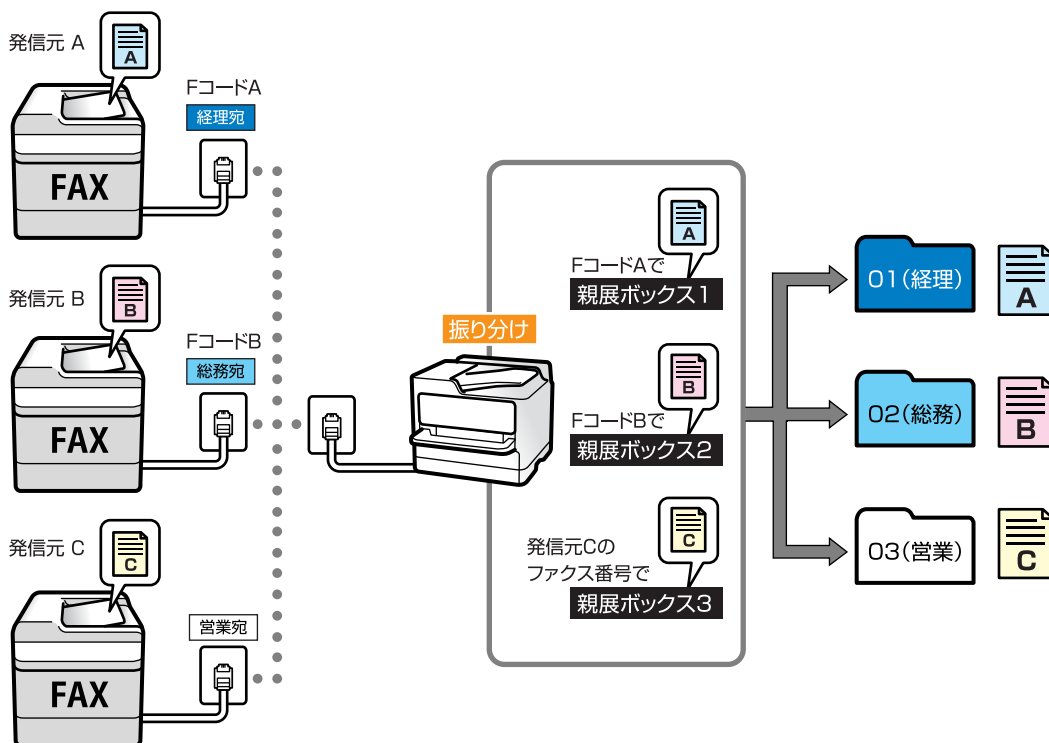 発信元 A
A
FコードA
経理宛
FAX
発信元 B
B
FコードB
総務宛
FAX
発信元 C
C
営業宛
FAX
振り分け
A
FコードAで
親展ボックス1
B
FコードBで
親展ボックス2
C
発信元Cの
ファクス番号で
親展ボックス3
01(経理)
A
02(総務)
B
03(営業)
C